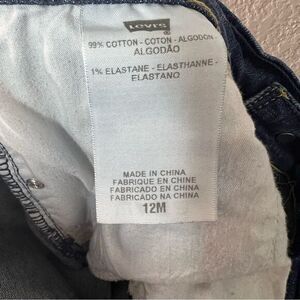 LEVI'S
®
99% COTTON - COTON - ALGODON
ALGODÃO
1% ELASTANE - ELASTHANNE -
ELASTANO
MADE IN CHINA
FABRIQUE EN CHINE
FABRICADO EN CHINA
FABRICADO NA CHINA
12M